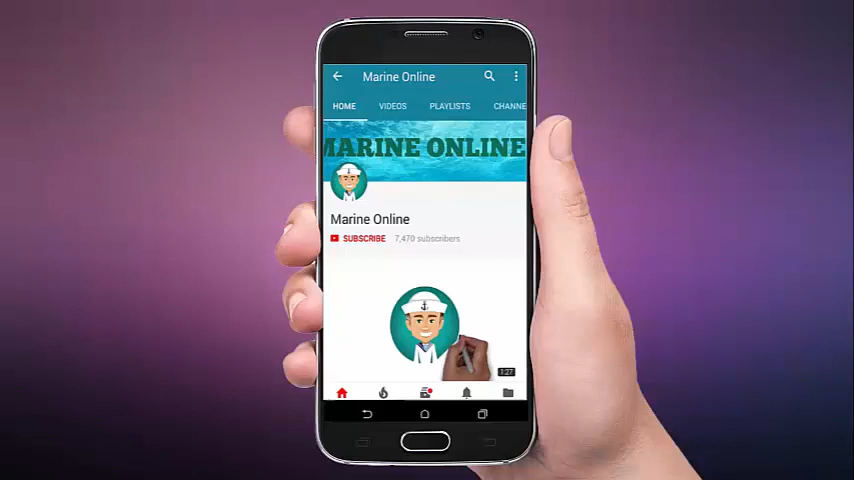 Marine Online
HOME VIDEOS PLAYLISTS CHANNE
MARINE ONLINE
Marine Online
SUBSCRIBE 7,470 subscribers
1:27